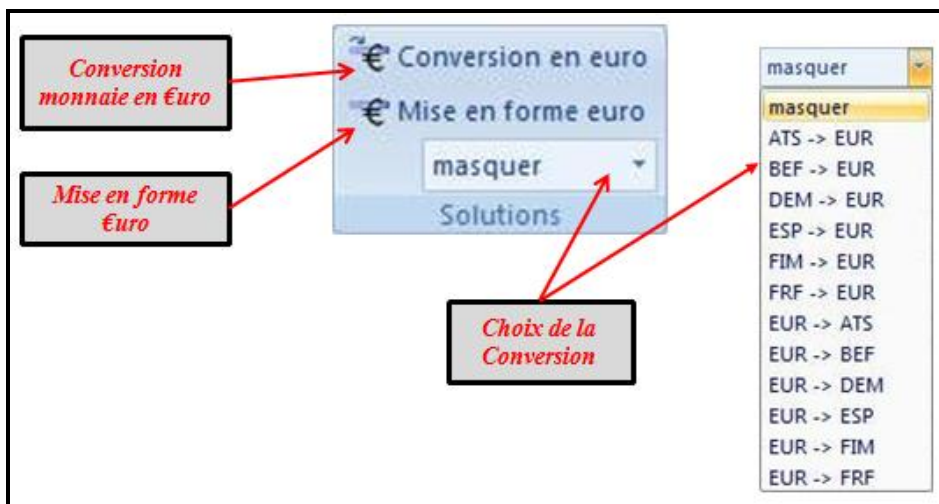 Conversion
monnaie en €uro
Mise en forme
€uro
Conversion en euro
Mise en forme euro
masquer
Solutions
Choix de la
Conversion
masquer
masquer
ATS -> EUR
BEF -> EUR
DEM -> EUR
ESP -> EUR
FIM -> EUR
FRF -> EUR
EUR -> ATS
EUR -> BEF
EUR -> DEM
EUR -> ESP
EUR -> FIM
EUR -> FRF